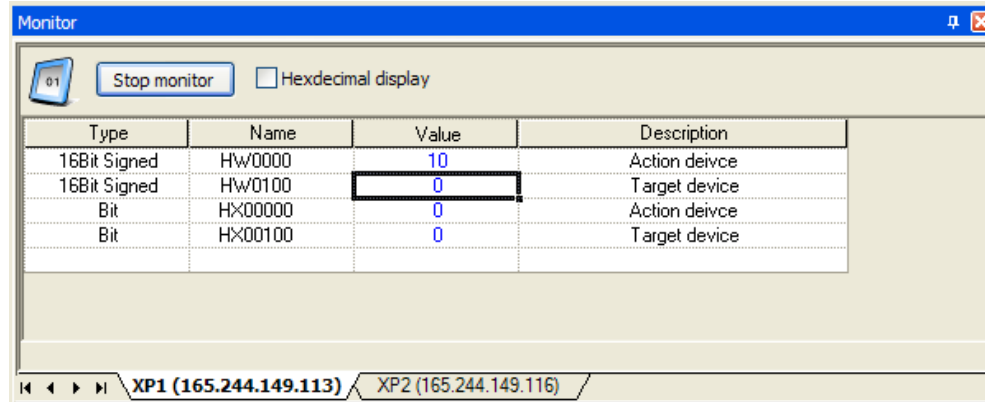 Monitor
01 Stop monitor Hexdecimal display
Type Name Value Description
16Bit Signed HW0000 10 Action deivce
16Bit Signed HW0100 0 Target device
Bit HX00000 0 Action deivce
Bit HX00100 0 Target device
XP1 (165.244.149.113) XP2 (165.244.149.116)